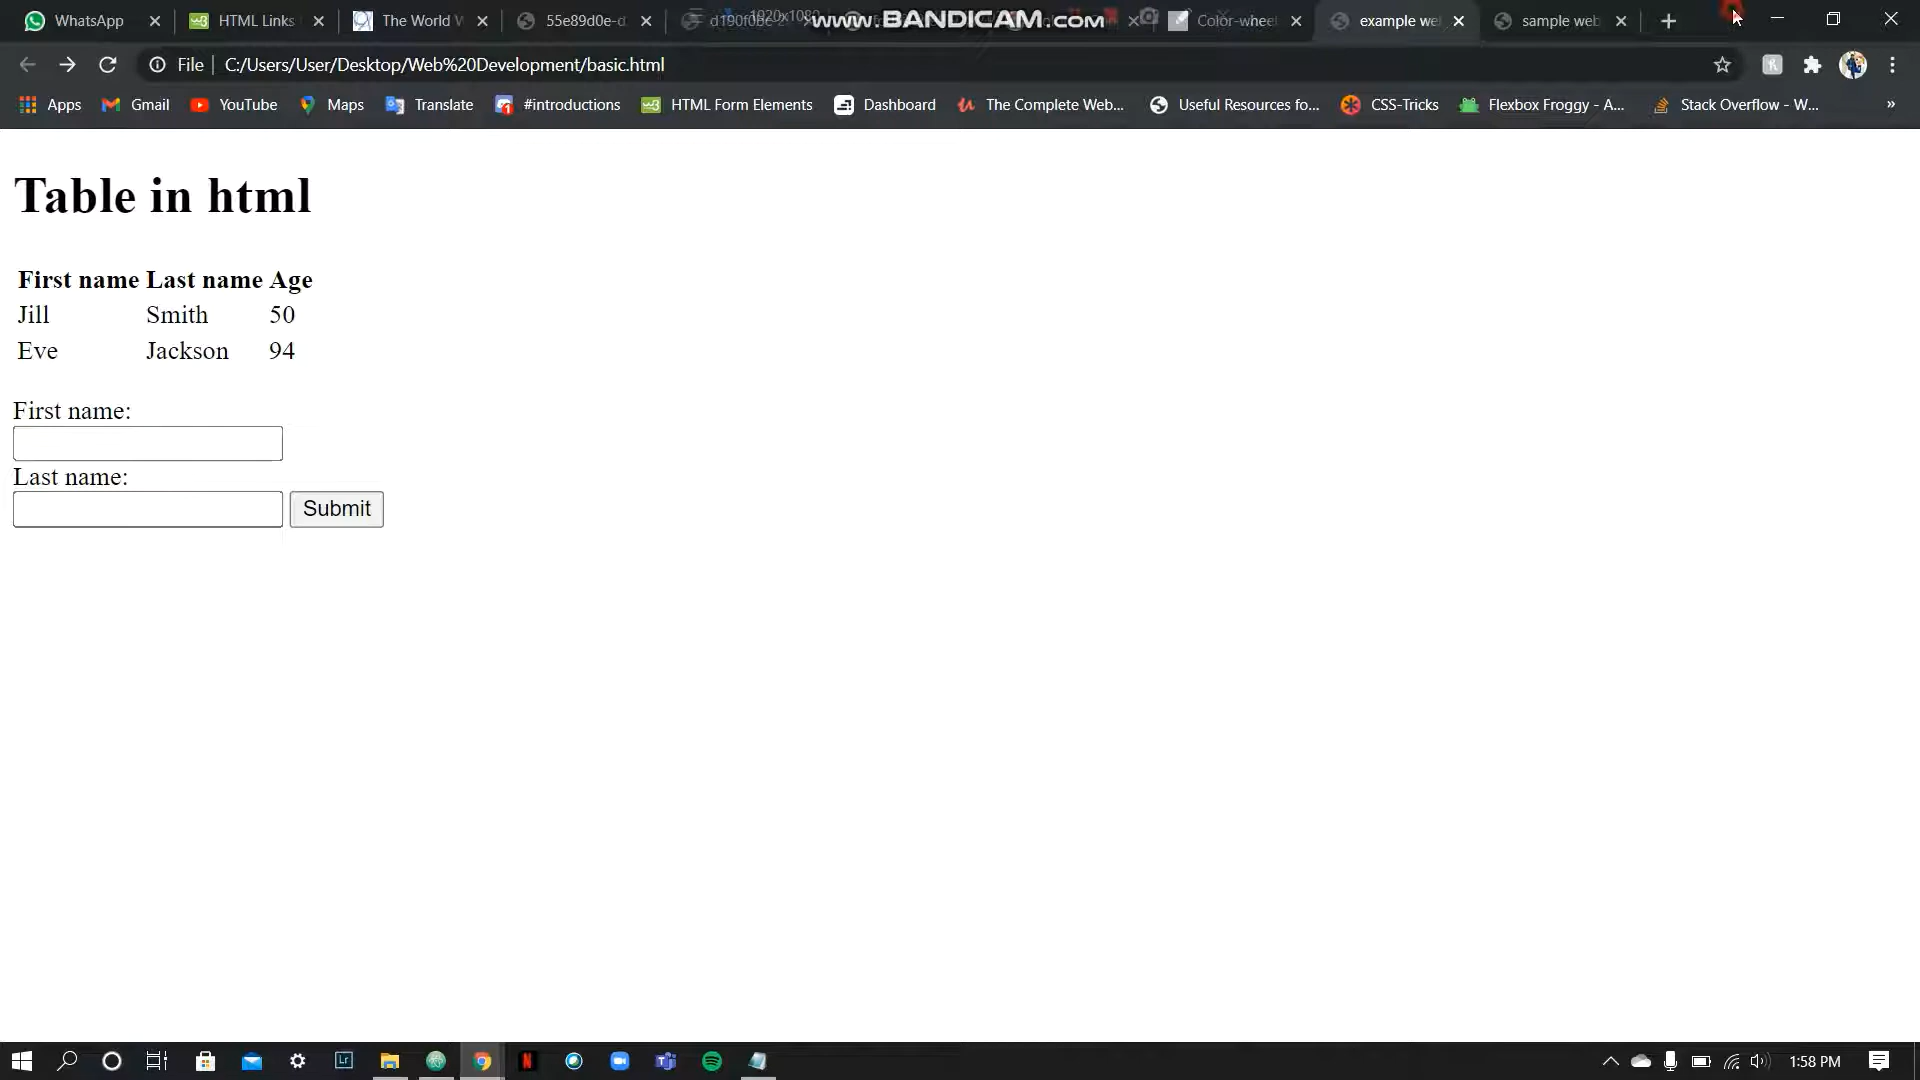 WhatsApp
HTML Links
The World W
55e89d0e-d
1920x1080
www.BANDICAM.com
Color-wheel
example we
sample web
File
C:/Users/User/Desktop/Web%20Development/basic.html
Apps
Gmail
YouTube
Maps
Translate
#introductions
HTML Form Elements
Dashboard
The Complete Web...
Useful Resources fo...
CSS-Tricks
Flexbox Froggy - A...
Stack Overflow - W...
»
Table in html
First name Last name Age
Jill Smith 50
Eve Jackson 94
First name:
Last name:
Submit
Lr
1:58 PM